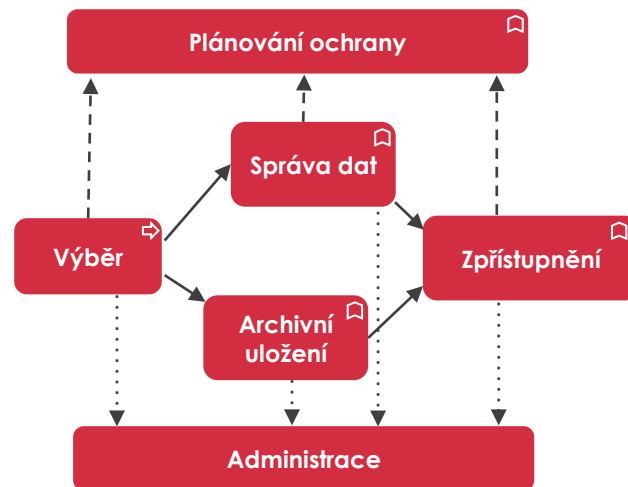 Plánování ochrany
Správa dat
Výběr
Zpřístupnění
Archivní
uložení
Administrace